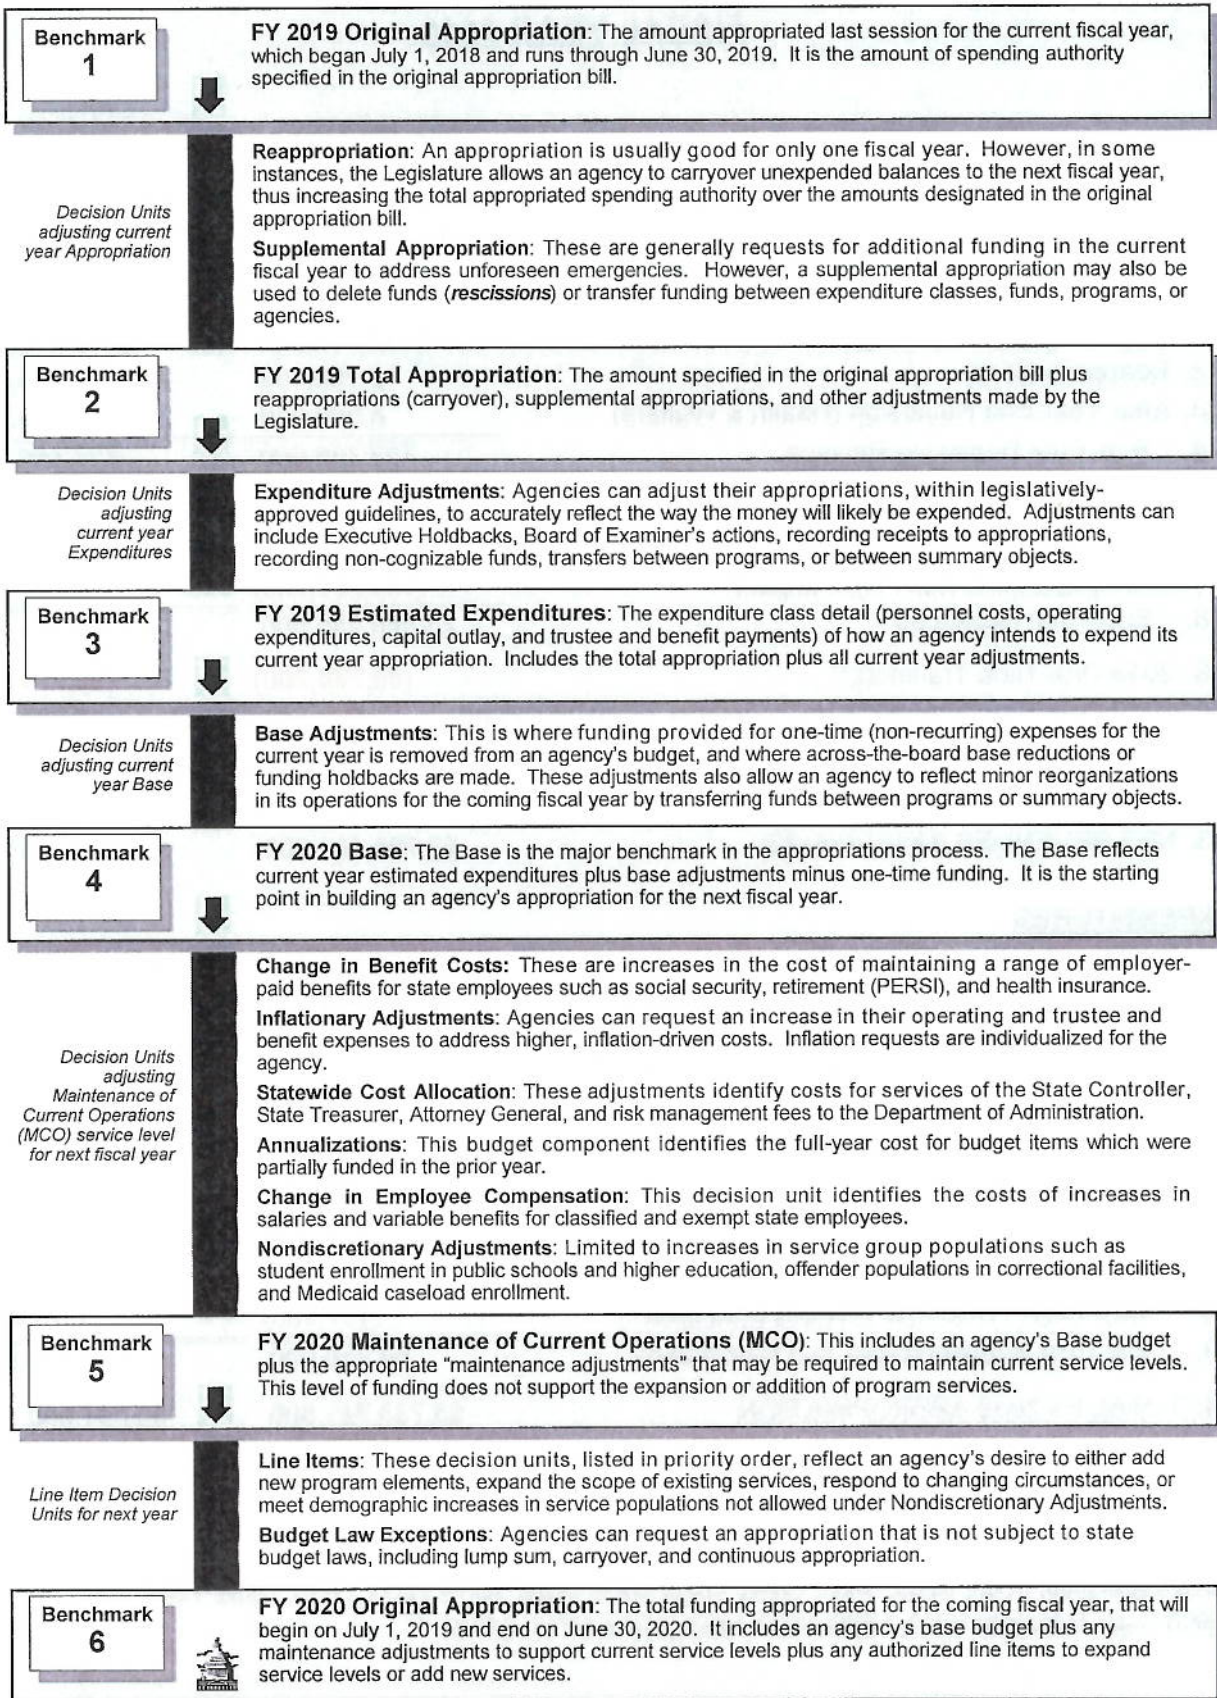 Benchmark
1
FY 2019 Original Appropriation: The amount appropriated last session for the current fiscal year,
which began July 1, 2018 and runs through June 30, 2019. It is the amount of spending authority
specified in the original appropriation bill.
Decision Units
adjusting current
year Appropriation
Reappropriation: An appropriation is usually good for only one fiscal year. However, in some
instances, the Legislature allows an agency to carryover unexpended balances to the next fiscal year,
thus increasing the total appropriated spending authority over the amounts designated in the original
appropriation bill.
Supplemental Appropriation: These are generally requests for additional funding in the current
fiscal year to address unforeseen emergencies. However, a supplemental appropriation may also be
used to delete funds (rescissions) or transfer funding between expenditure classes, funds, programs, or
agencies.
Benchmark
2
FY 2019 Total Appropriation: The amount specified in the original appropriation bill plus
reappropriations (carryover), supplemental appropriations, and other adjustments made by the
Legislature.
Decision Units
adjusting
current year
Expenditures
Expenditure Adjustments: Agencies can adjust their appropriations, within legislatively-
approved guidelines, to accurately reflect the way the money will likely be expended. Adjustments can
include Executive Holdbacks, Board of Examiner's actions, recording receipts to appropriations,
recording non-cognizable funds, transfers between programs, or between summary objects.
Benchmark
3
FY 2019 Estimated Expenditures: The expenditure class detail (personnel costs, operating
expenditures, capital outlay, and trustee and benefit payments) of how an agency intends to expend its
current year appropriation. Includes the total appropriation plus all current year adjustments.
Decision Units
adjusting current
year Base
Base Adjustments: This is where funding provided for one-time (non-recurring) expenses for the
current year is removed from an agency's budget, and where across-the-board base reductions or
funding holdbacks are made. These adjustments also allow an agency to reflect minor reorganizations
in its operations for the coming fiscal year by transferring funds between programs or summary objects.
Benchmark
4
FY 2020 Base: The Base is the major benchmark in the appropriations process. The Base reflects
current year estimated expenditures plus base adjustments minus one-time funding. It is the starting
point in building an agency's appropriation for the next fiscal year.
Decision Units
adjusting
Maintenance of
Current Operations
(MCO) service level
for next fiscal year
Change in Benefit Costs: These are increases in the cost of maintaining a range of employer-
paid benefits for state employees such as social security, retirement (PERSI), and health insurance.
Inflationary Adjustments: Agencies can request an increase in their operating and trustee and
benefit expenses to address higher, inflation-driven costs. Inflation requests are individualized for the
agency.
Statewide Cost Allocation: These adjustments identify costs for services of the State Controller,
State Treasurer, Attorney General, and risk management fees to the Department of Administration.
Annualizations: This budget component identifies the full-year cost for budget items which were
partially funded in the prior year.
Change in Employee Compensation: This decision unit identifies the costs of increases in
salaries and variable benefits for classified and exempt state employees.
Nondiscretionary Adjustments: Limited to increases in service group populations such as
student enrollment in public schools and higher education, offender populations in correctional facilities,
and Medicaid caseload enrollment.
Benchmark
5
FY 2020 Maintenance of Current Operations (MCO): This includes an agency's Base budget
plus the appropriate "maintenance adjustments" that may be required to maintain current service levels.
This level of funding does not support the expansion or addition of program services.
Line Item Decision
Units for next year
Line Items: These decision units, listed in priority order, reflect an agency's desire to either add
new program elements, expand the scope of existing services, respond to changing circumstances, or
meet demographic increases in service populations not allowed under Nondiscretionary Adjustments.
Budget Law Exceptions: Agencies can request an appropriation that is not subject to state
budget laws, including lump sum, carryover, and continuous appropriation.
Benchmark
6
FY 2020 Original Appropriation: The total funding appropriated for the coming fiscal year, that will
begin on July 1, 2019 and end on June 30, 2020. It includes an agency's base budget plus any
maintenance adjustments to support current service levels plus any authorized line items to expand
service levels or add new services.